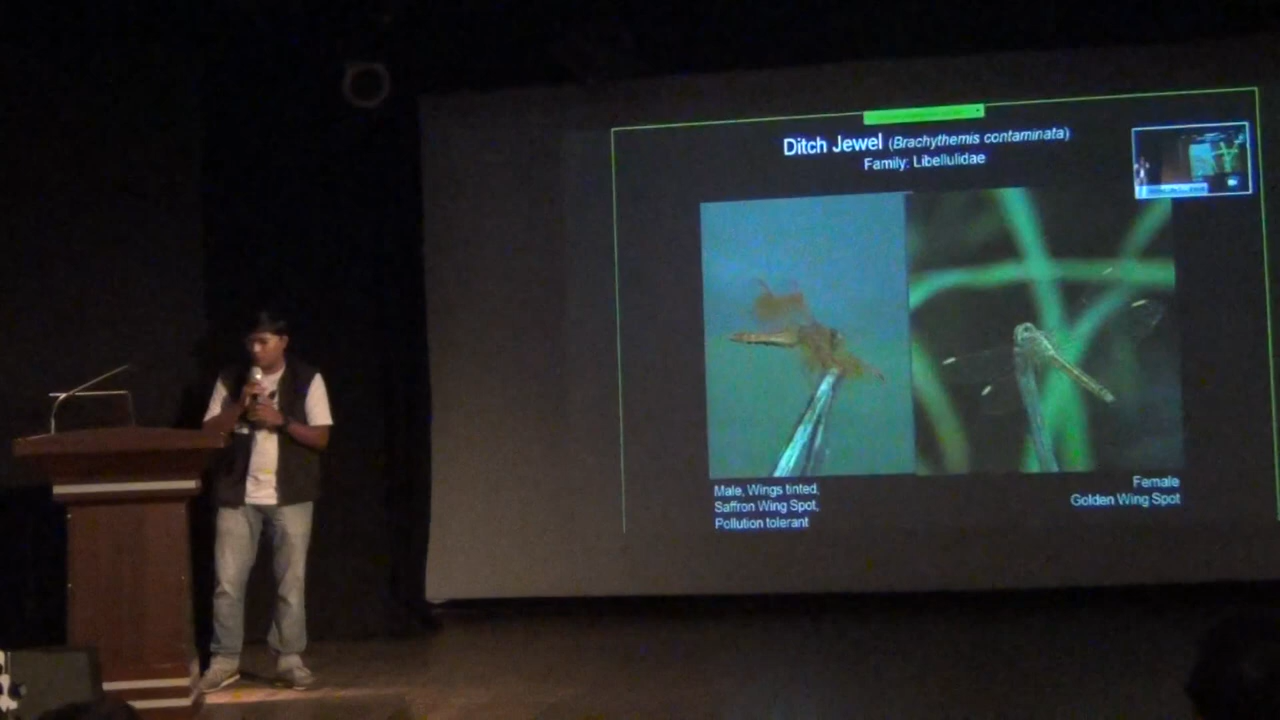 Ditch Jewel (Brachythemis contaminata)
Family: Libellulidae
Male, Wings tinted,
Saffron Wing Spot,
Pollution tolerant
Female
Golden Wing Spot